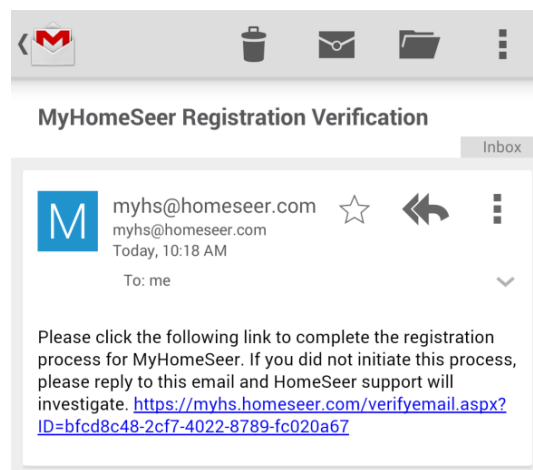 MyHomeSeer Registration Verification
Inbox
M
myhs@homeseer.com
myhs@homeseer.com
Today, 10:18 AM
To: me
Please click the following link to complete the registration
process for MyHomeSeer. If you did not initiate this process,
please reply to this email and HomeSeer support will
investigate. https://myhs.homeseer.com/verifyemail.aspx?
ID=bfcd8c48-2cf7-4022-8789-fc020a67